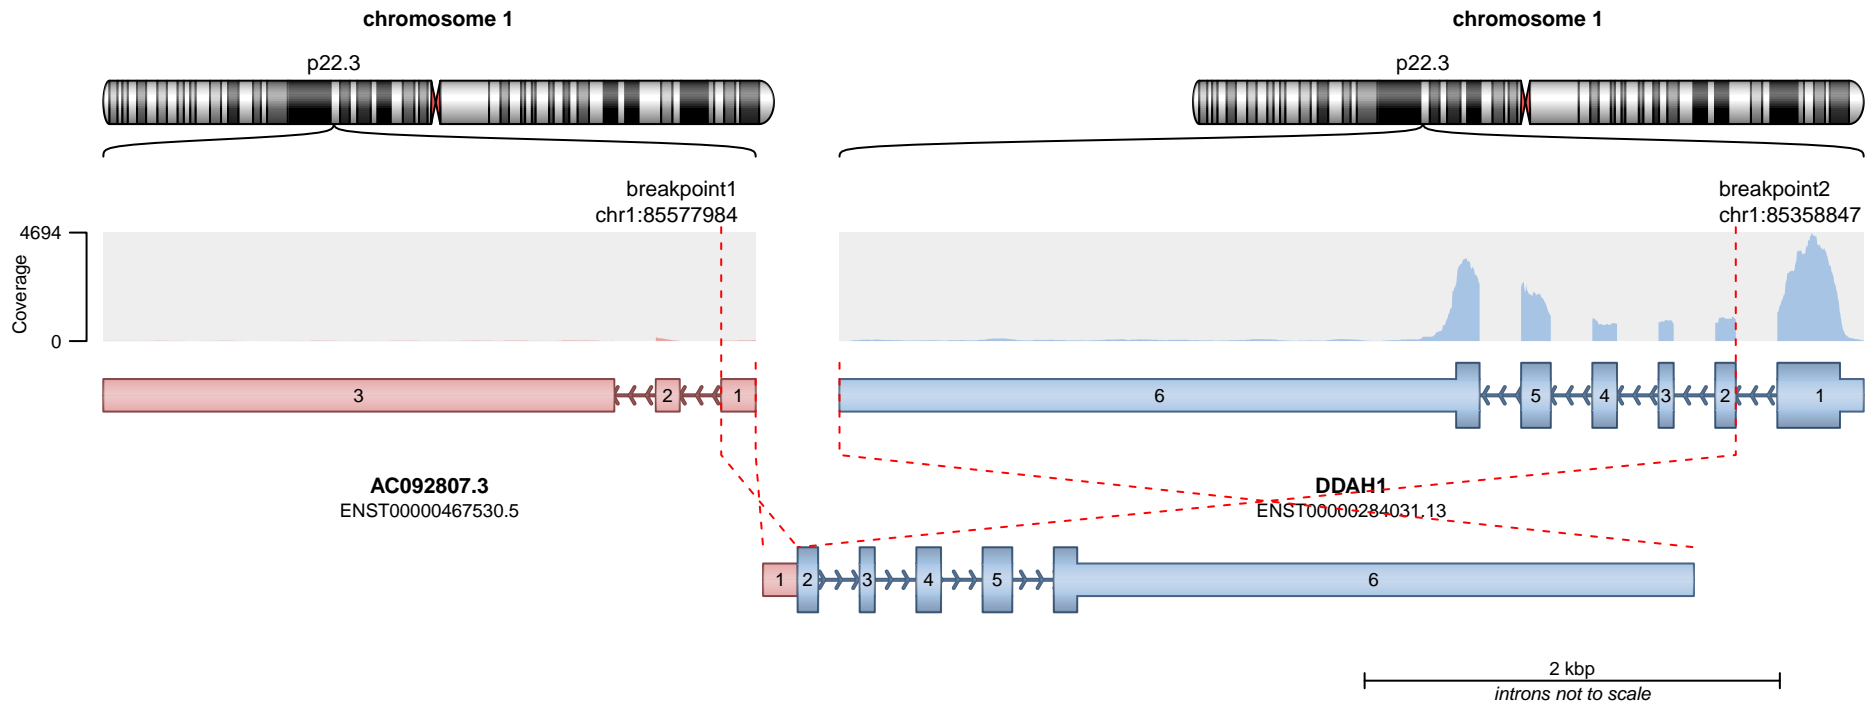 chromosome 1
chromosome 1
p22.3
p22.3
breakpoint1
chr1:85577984
breakpoint2
chr1:85358847
4694
Coverage
0
3
2
1
6
5
4
3
2
1
AC092807.3
ENST00000467530.5
DDAH1
ENST00000284031.13
1
2
3
4
5
6
2 kbp
introns not to scale